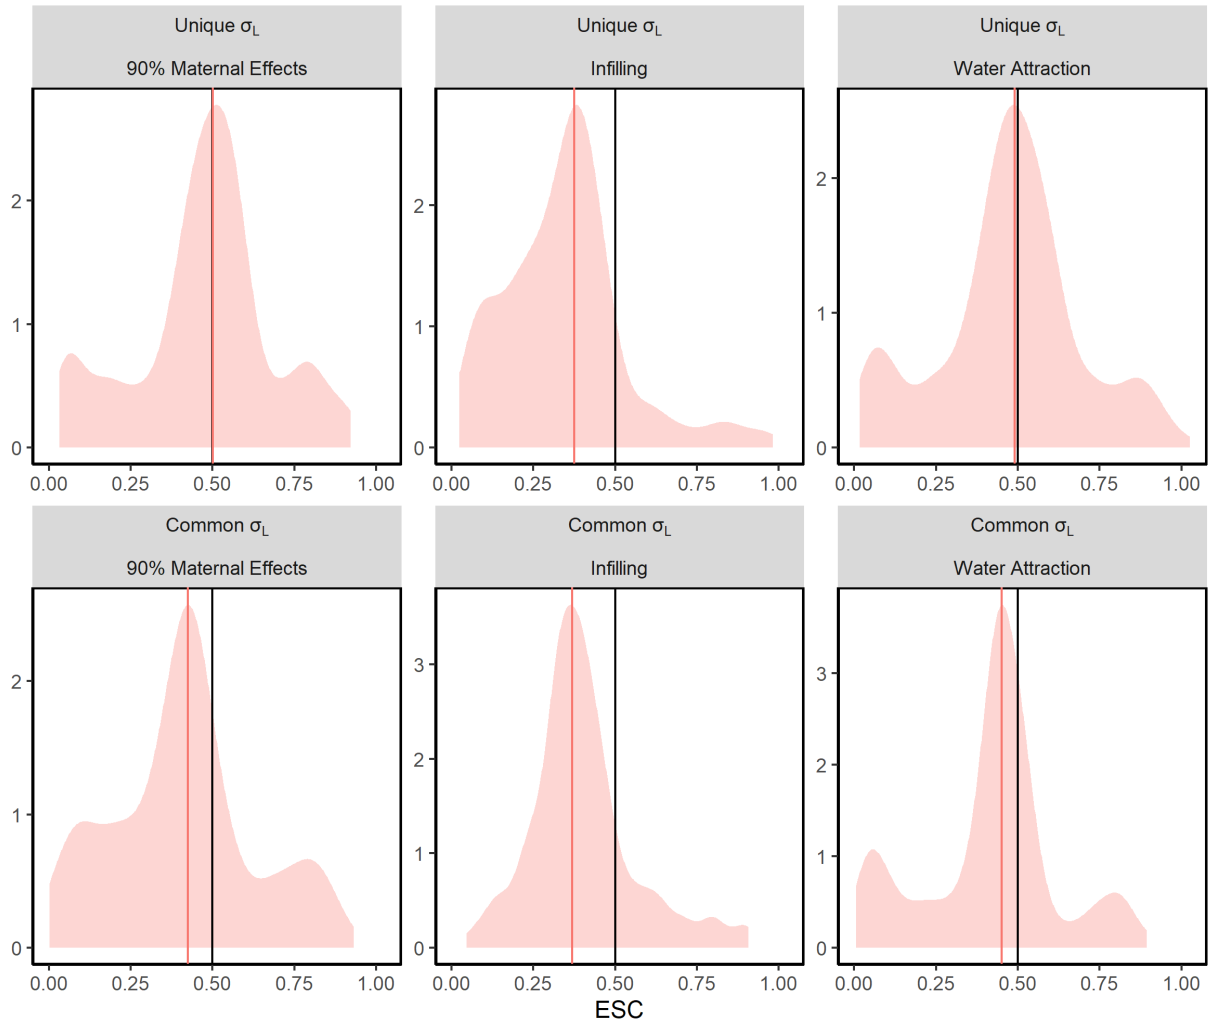 Unique σL Unique σL Unique σL
90% Maternal Effects Infilling Water Attraction
2 2 2
1 1 1
0 0 0
0.00 0.25 0.50 0.75 1.00 0.00 0.25 0.50 0.75 1.00 0.00 0.25 0.50 0.75 1.00
Common σL Common σL Common σL
90% Maternal Effects Infilling Water Attraction
3 3
2 2 2
1 1 1
0 0 0
0.00 0.25 0.50 0.75 1.00 0.00 0.25 0.50 0.75 1.00 0.00 0.25 0.50 0.75 1.00
ESC